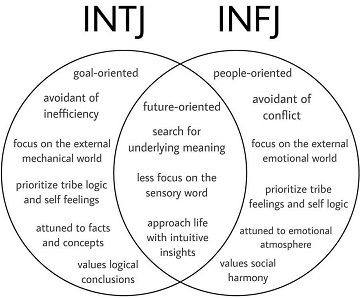 INTJ
INFJ
goal-oriented
avoidant of
inefficiency
focus on the external
mechanical world
prioritize tribe logic
and self feelings
attuned to facts
and concepts
values logical
conclusions
future-oriented
search for
underlying meaning
less focus on the
sensory word
approach life
with intuitive
insights
people-oriented
avoidant of
conflict
focus on the external
emotional world
prioritize tribe
feelings and self logic
attuned to emotional
atmosphere
values social
harmony